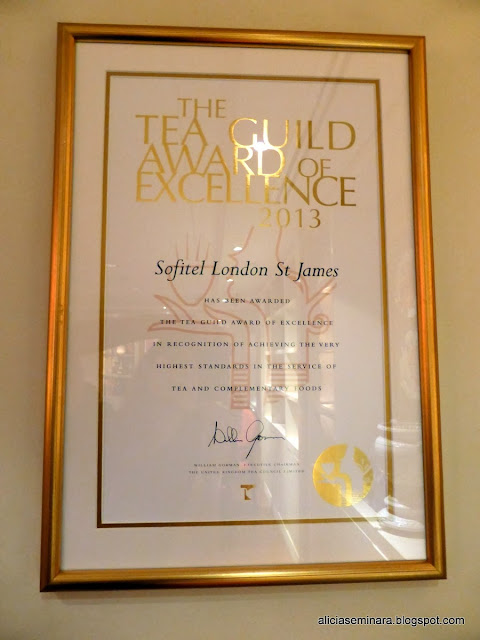 THE
TEA GUILD
AWARD OF
EXCELLENCE
2013
Sofitel London St James
HAS BEEN AWARDED
THE TEA GUILD AWARD OF EXCELLENCE
IN RECOGNITION OF ACHIEVING THE VERY
HIGHEST STANDARDS IN THE SERVICE OF
TEA AND COMPLEMENTARY FOODS
WILLIAM GORMAN EXECUTIVE CHAIRMAN
THE UNITED KINGDOM TEA COUNCIL LIMITED
aliciaseminara.blogspot.com